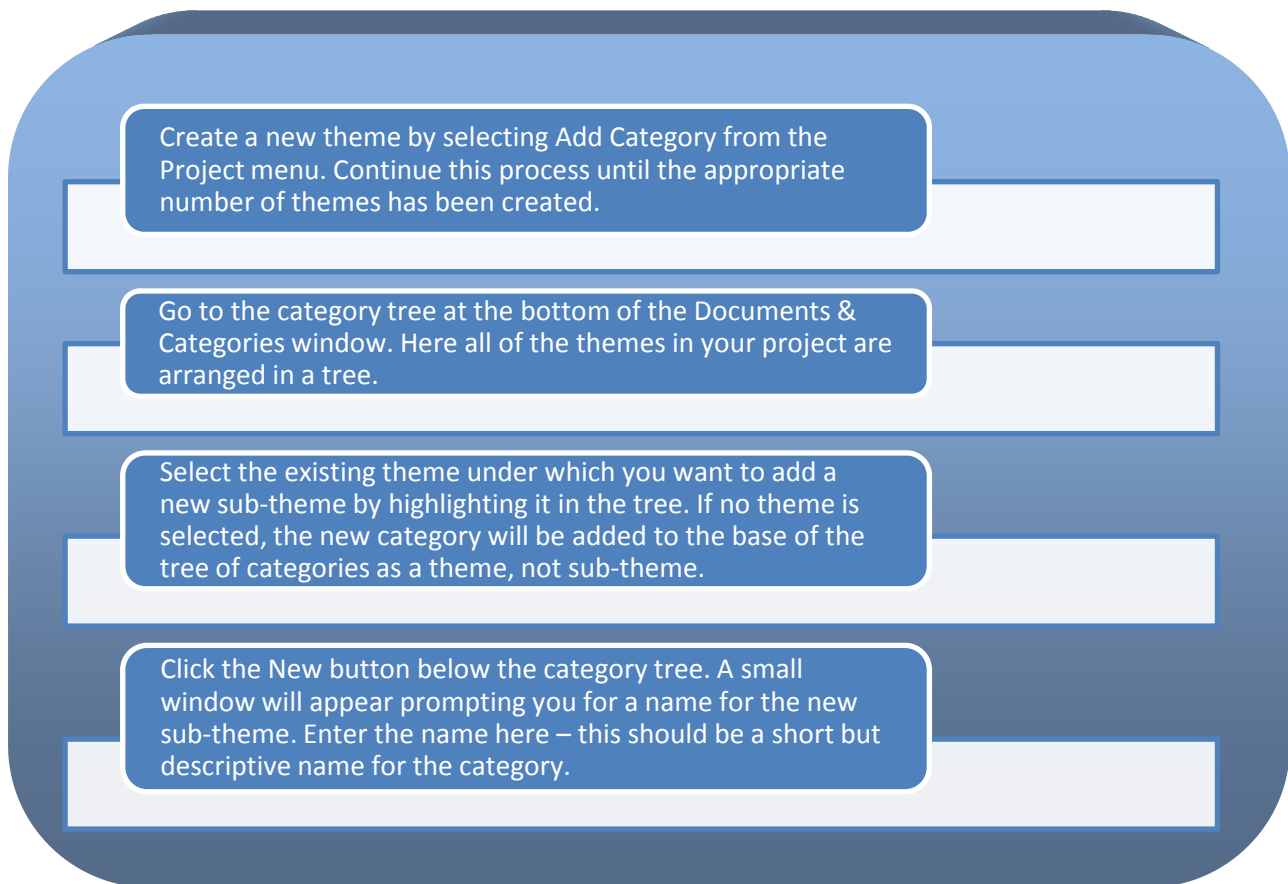 Create a new theme by selecting Add Category from the
Project menu. Continue this process until the appropriate
number of themes has been created.
Go to the category tree at the bottom of the Documents &
Categories window. Here all of the themes in your project are
arranged in a tree.
Select the existing theme under which you want to add a
new sub-theme by highlighting it in the tree. If no theme is
selected, the new category will be added to the base of the
tree of categories as a theme, not sub-theme.
Click the New button below the category tree. A small
window will appear prompting you for a name for the new
sub-theme. Enter the name here – this should be a short but
descriptive name for the category.